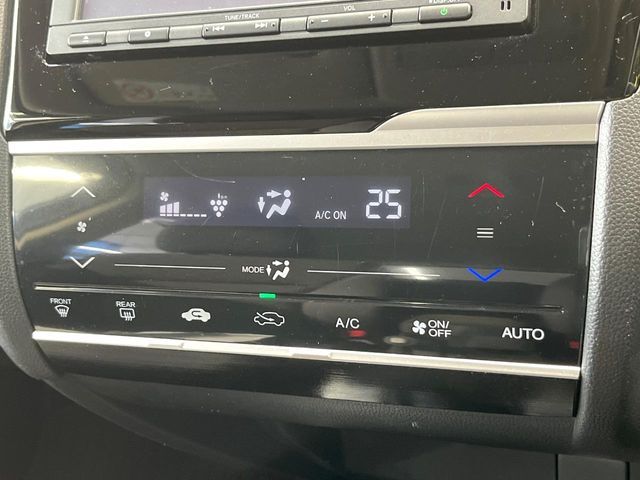 TUNE/TRACK
VOL
− +
A/C ON 25
MODE
FRONT
REAR
A/C
ON/
OFF
AUTO